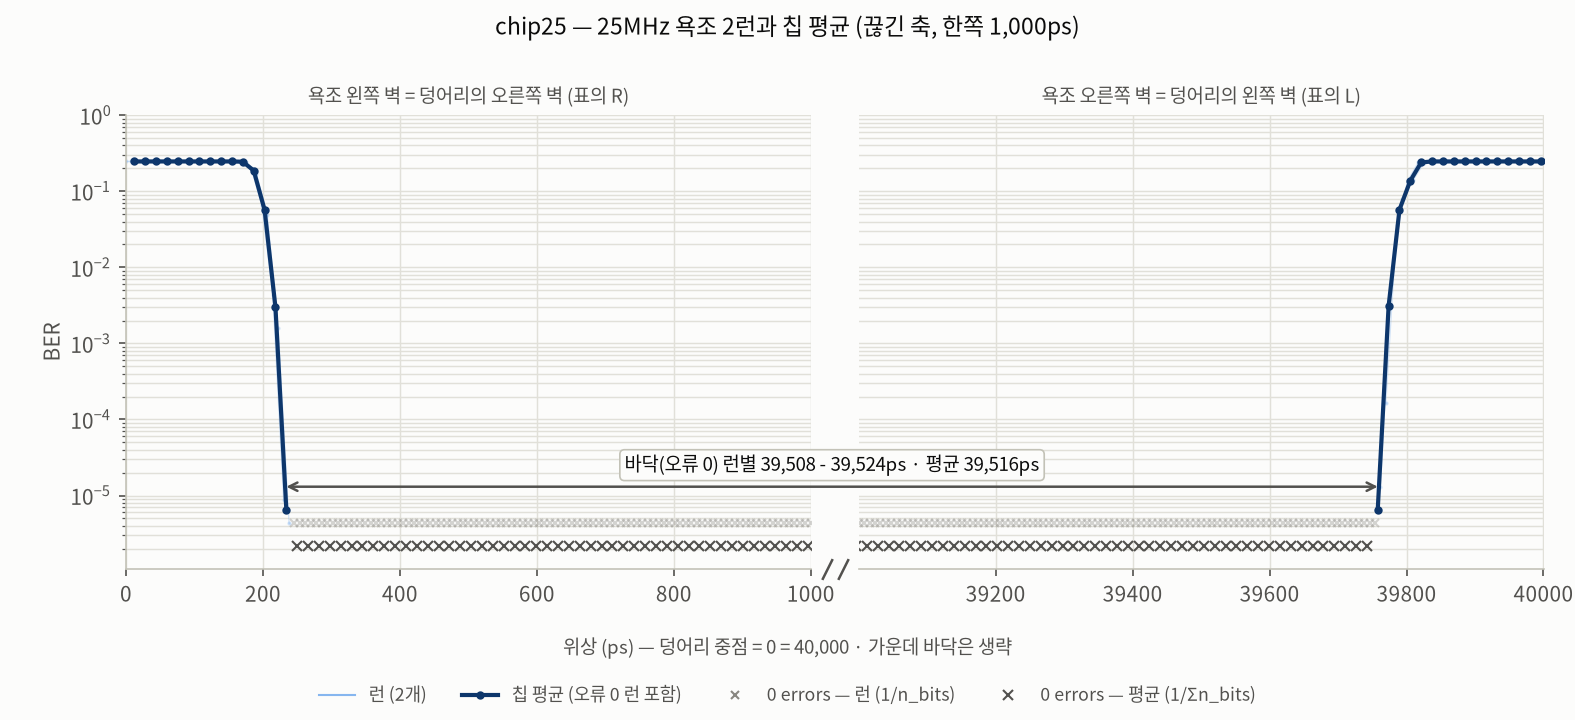 chip25 — 25MHz 욕조 2런과 칩 평균 (끊긴 축, 한쪽 1,000ps)
욕조 왼쪽 벽 = 덩어리의 오른쪽 벽 (표의 R)
욕조 오른쪽 벽 = 덩어리의 왼쪽 벽 (표의 L)
BER
10⁰
10⁻¹
10⁻²
10⁻³
10⁻⁴
10⁻⁵
바닥(오류 0) 런별 39,508 - 39,524ps · 평균 39,516ps
0 200 400 600 800 1000 39200 39400 39600 39800 40000
위상 (ps) — 덩어리 중점 = 0 = 40,000 · 가운데 바닥은 생략
런 (2개) 칩 평균 (오류 0 런 포함) 0 errors — 런 (1/n_bits) 0 errors — 평균 (1/Σn_bits)